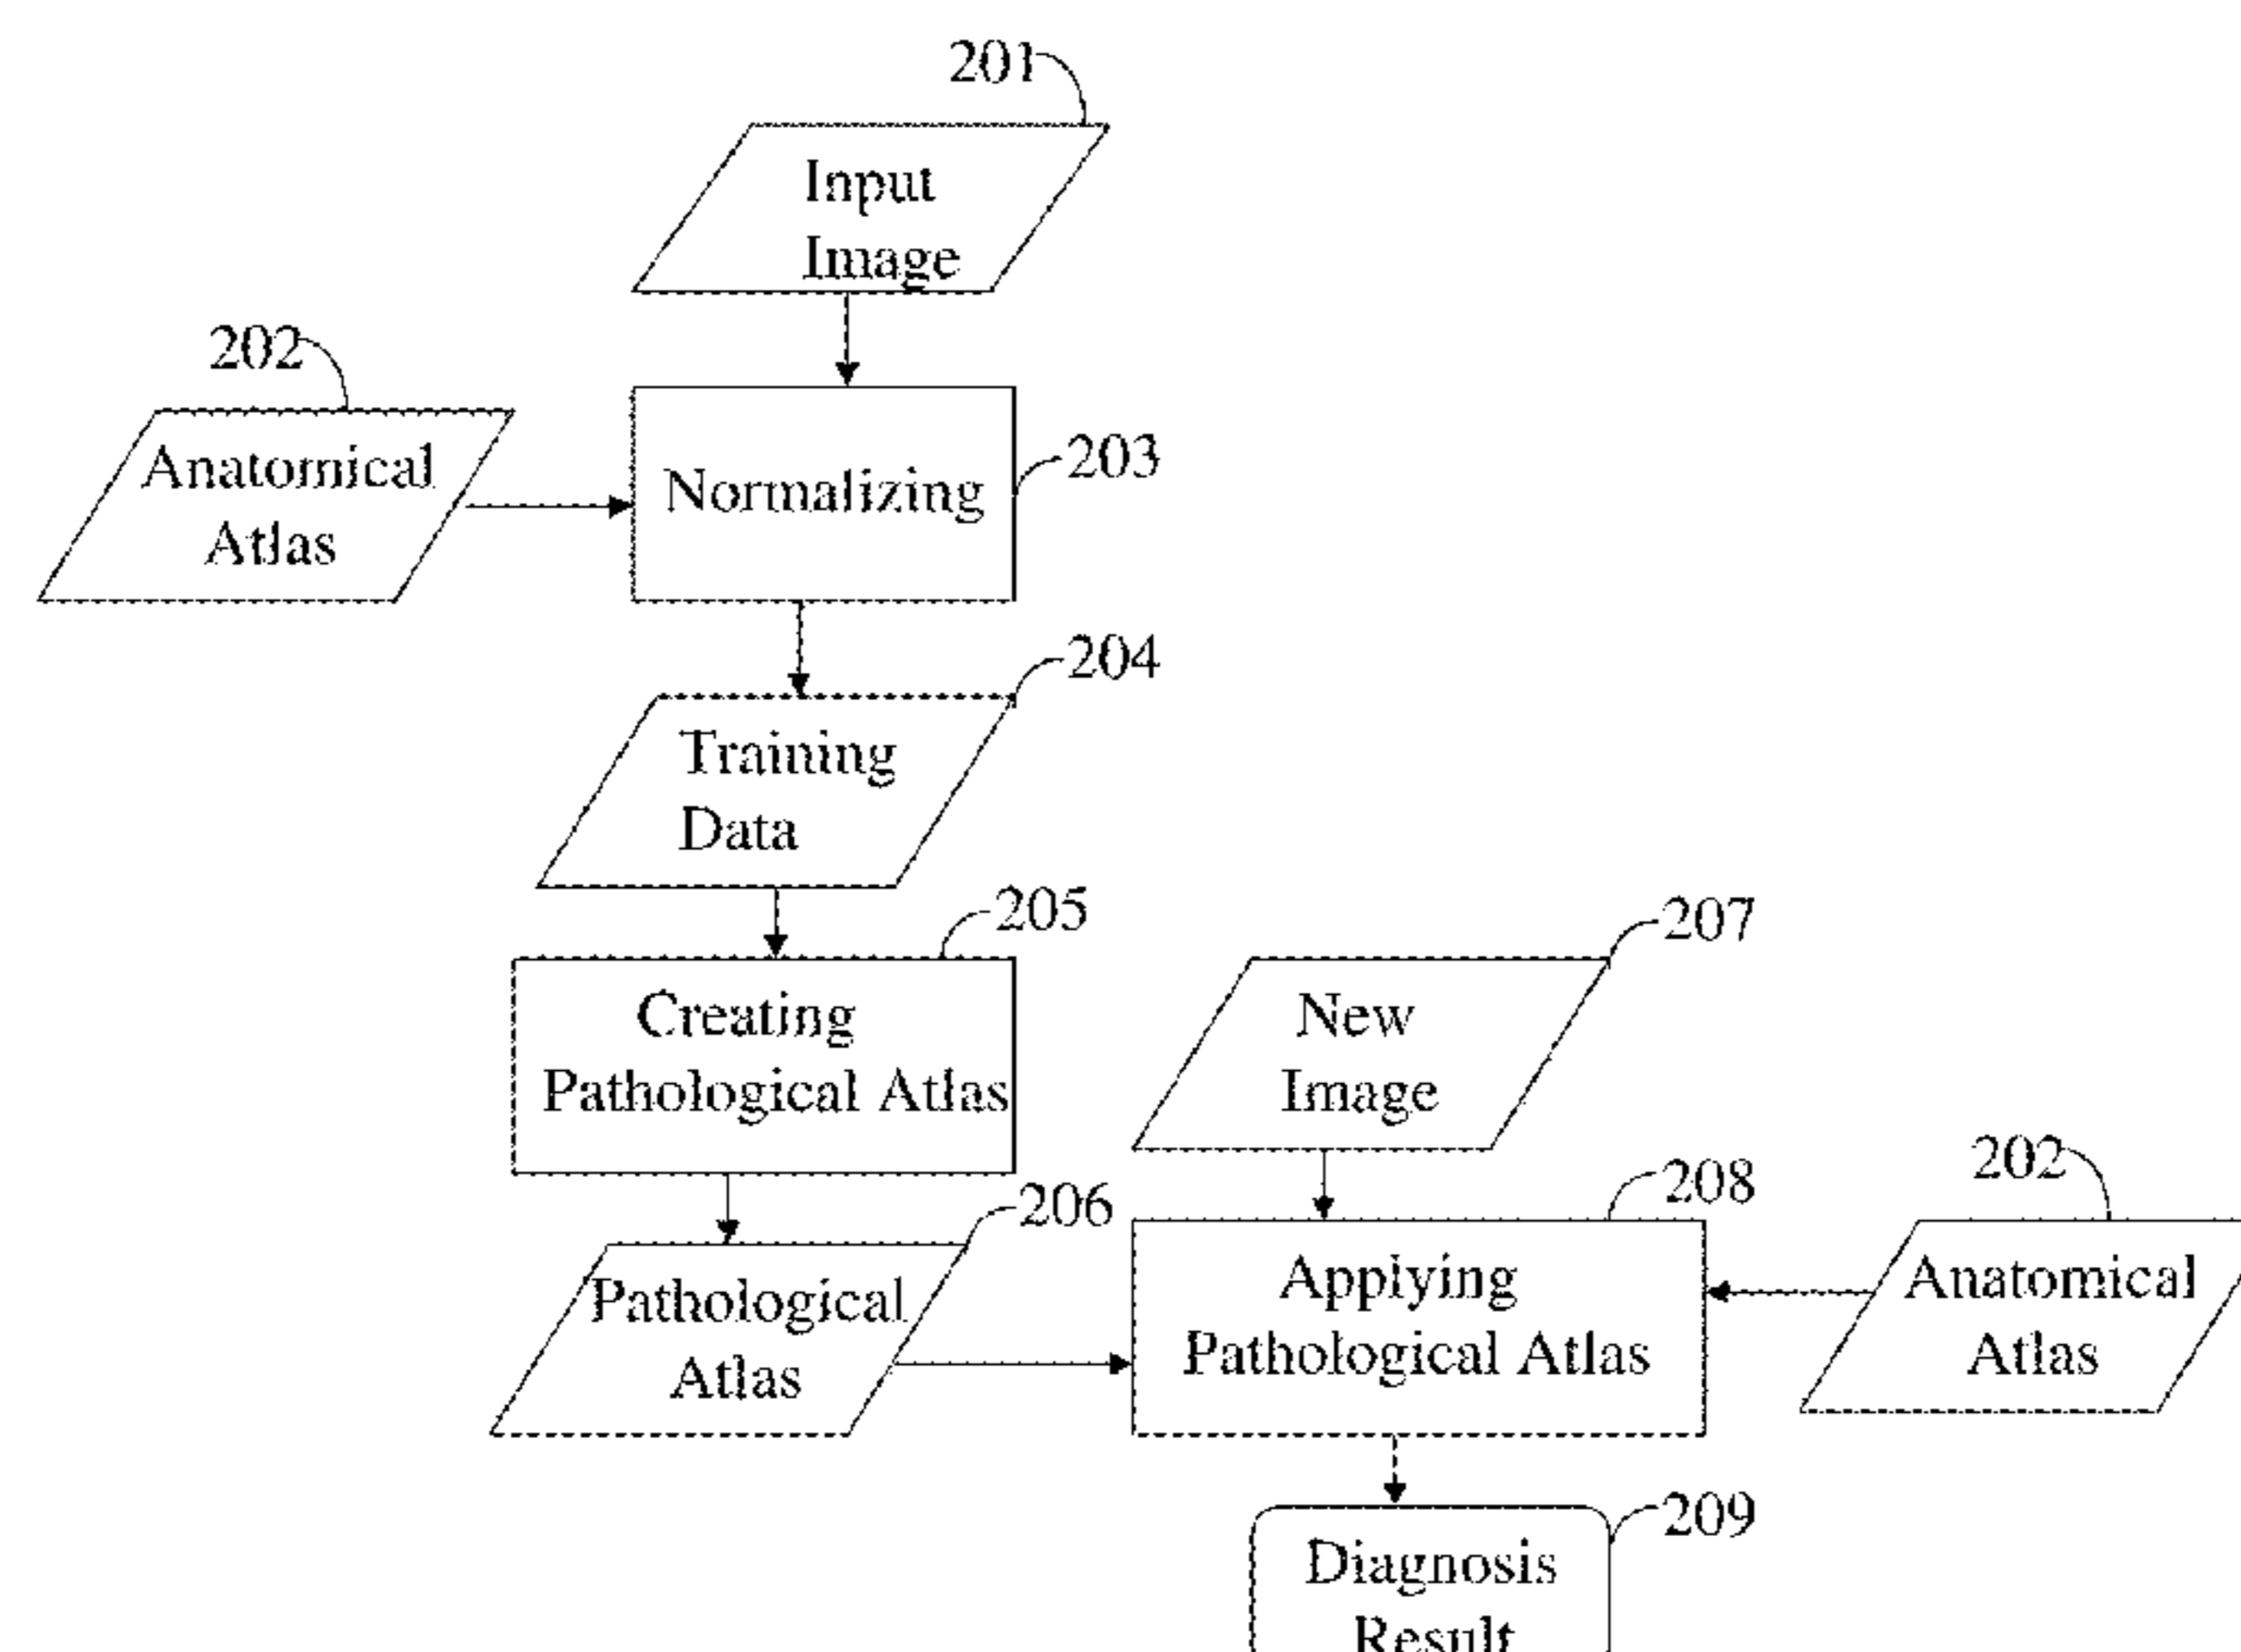 201
Input
Image
202
Anatomical
Atlas
Normalizing
203
204
Training
Data
205
Creating
Pathological Atlas
207
New
Image
206
Pathological
Atlas
208
Applying
Pathological Atlas
202
Anatomical
Atlas
209
Diagnosis
Result